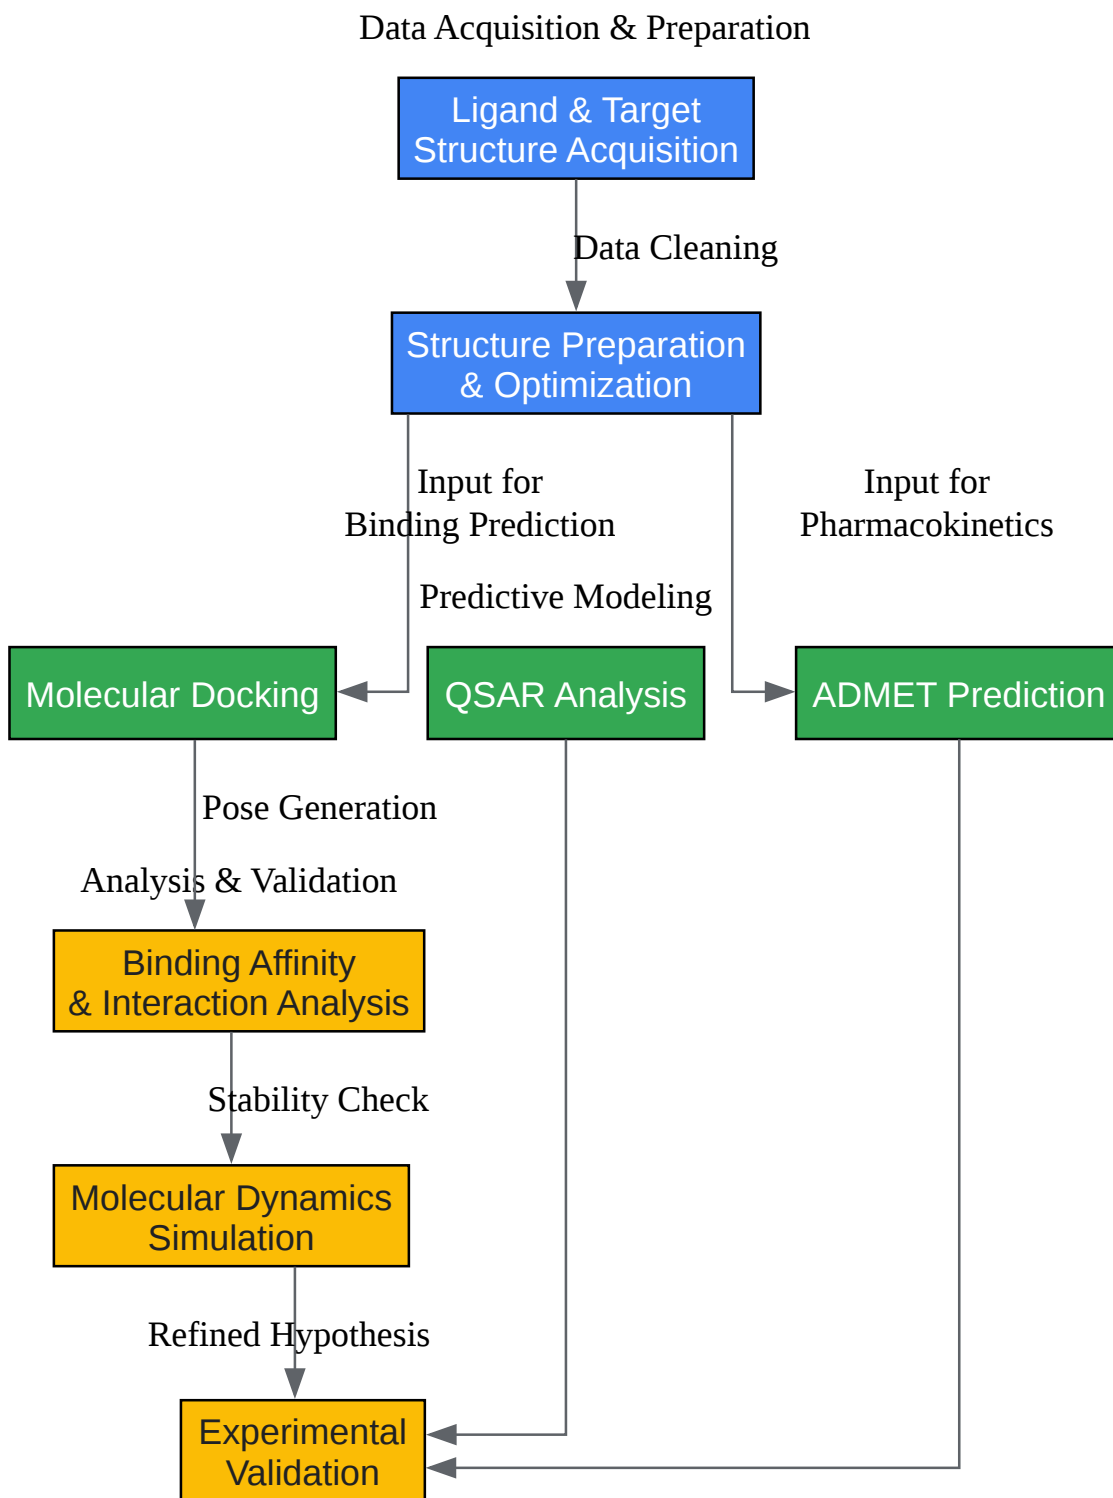 Data Acquisition & Preparation
Ligand & Target
Structure Acquisition
Data Cleaning
Structure Preparation
& Optimization
Input for
Binding Prediction
Input for
Pharmacokinetics
Predictive Modeling
Molecular Docking
QSAR Analysis
ADMET Prediction
Pose Generation
Analysis & Validation
Binding Affinity
& Interaction Analysis
Stability Check
Molecular Dynamics
Simulation
Refined Hypothesis
Experimental
Validation